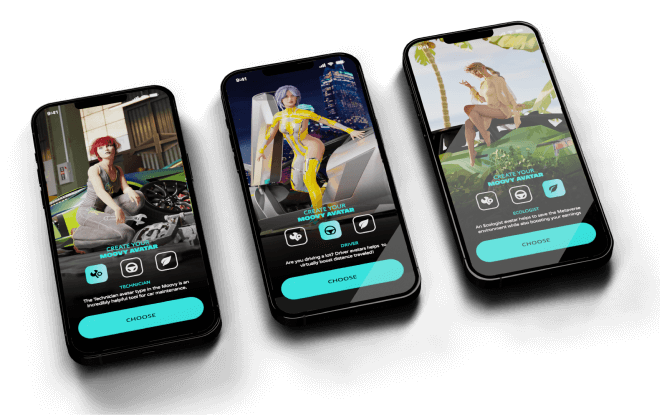 9:41
CREATE YOUR
MOOVY AVATAR
TECHNICIAN
The Technician avatar type in the Moovy is an
incredibly helpful tool for car maintenance.
CHOOSE
9:41
CREATE YOUR
MOOVY AVATAR
DRIVER
Are you driving a lot? Driver avatars helps to
virtually boost distance traveled?
CHOOSE
CREATE YOUR
MOOVY AVATAR
ECOLOGIST
An Ecologist avatar helps to save the Metaverse
environment while also boosting your earnings
CHOOSE